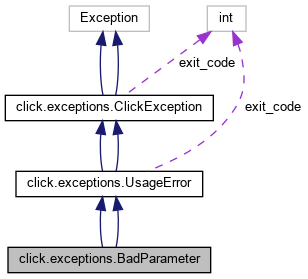 Exception
int
exit_code
click.exceptions.ClickException
exit_code
click.exceptions.UsageError
click.exceptions.BadParameter